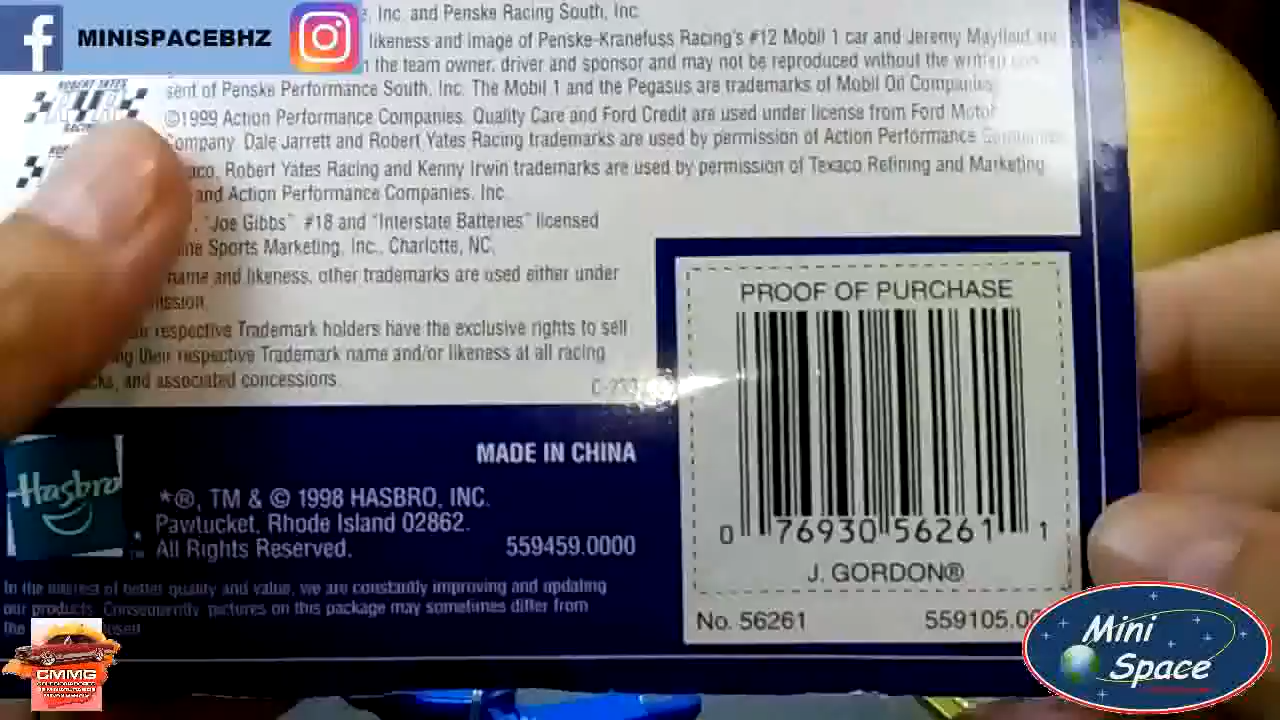 MINISPACEBHZ
, Inc. and Penske Racing South, Inc.
likeness and image of Penske-Kranefuss Racing's #12 Mobil 1 car and Jeremy Mayfield are
the team owner, driver and sponsor and may not be reproduced without the written
sent of Penske Performance South, Inc. The Mobil 1 and the Pegasus are trademarks of Mobil Oil Companies
©1999 Action Performance Companies. Quality Care and Ford Credit are used under license from Ford Motor
Company. Dale Jarrett and Robert Yates Racing trademarks are used by permission of Action Performance
aco, Robert Yates Racing and Kenny Irwin trademarks are used by permission of Texaco Refining and Marketing
and Action Performance Companies, Inc.
, "Joe Gibbs" #18 and "Interstate Batteries" licensed
ine Sports Marketing, Inc., Charlotte, NC.
name and likeness, other trademarks are used either under
ission.
respective Trademark holders have the exclusive rights to sell
their respective Trademark name and/or likeness at all racing
and associated concessions.
ROBERT YATES
Hasbro
MADE IN CHINA
*®, TM & © 1998 HASBRO, INC.
Pawtucket, Rhode Island 02862.
All Rights Reserved.
559459.0000
In the interest of better quality and value, we are constantly improving and updating
our products. Consequently, pictures on this package may sometimes differ from
the
PROOF OF PURCHASE
0 76930 56261 1
J. GORDON®
No. 56261
CMMG
Mini
Space